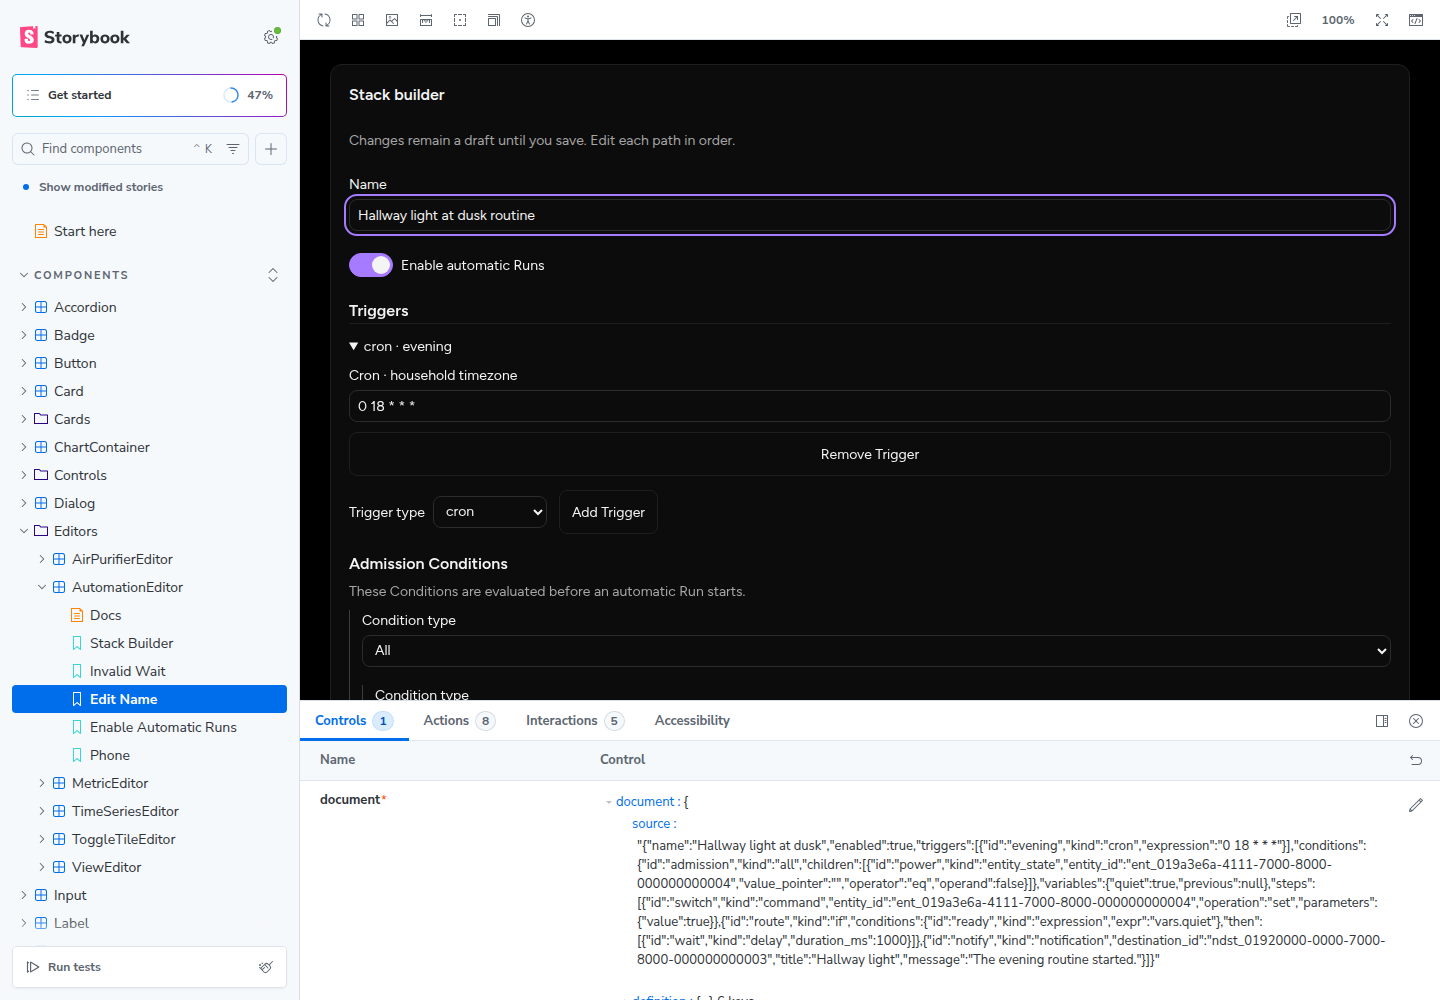 Storybook
Get started
47%
Find components
^ K
Show modified stories
Start here
COMPONENTS
Accordion
Badge
Button
Card
Cards
ChartContainer
Controls
Dialog
Editors
AirPurifierEditor
AutomationEditor
Docs
Stack Builder
Invalid Wait
Edit Name
Enable Automatic Runs
Phone
MetricEditor
TimeSeriesEditor
ToggleTileEditor
ViewEditor
Input
Label
Run tests
100%
Stack builder
Changes remain a draft until you save. Edit each path in order.
Name
Hallway light at dusk routine
Enable automatic Runs
Triggers
cron · evening
Cron · household timezone
0 18 * * *
Remove Trigger
Trigger type
cron
Add Trigger
Admission Conditions
These Conditions are evaluated before an automatic Run starts.
Condition type
All
Condition type
Controls 1
Actions 8
Interactions 5
Accessibility
Name
Control
document*
document : {
source :
"{"name":"Hallway light at dusk","enabled":true,"triggers":[{"id":"evening","kind":"cron","expression":"0 18 * * *"}],"conditions":
{"id":"admission","kind":"all","children":[{"id":"power","kind":"entity_state","entity_id":"ent_019a3e6a-4111-7000-8000-
000000000004","value_pointer":"","operator":"eq","operand":false}]},"variables":{"quiet":true,"previous":null},"steps":
[{"id":"switch","kind":"command","entity_id":"ent_019a3e6a-4111-7000-8000-000000000004","operation":"set","parameters":
{"value":true}},{"id":"route","kind":"if","conditions":{"id":"ready","kind":"expression","expr":"vars.quiet"},"then":
[{"id":"wait","kind":"delay","duration_ms":1000}]},{"id":"notify","kind":"notification","destination_id":"ndst_01920000-0000-7000-
8000-000000000003","title":"Hallway light","message":"The evening routine started."}]}"